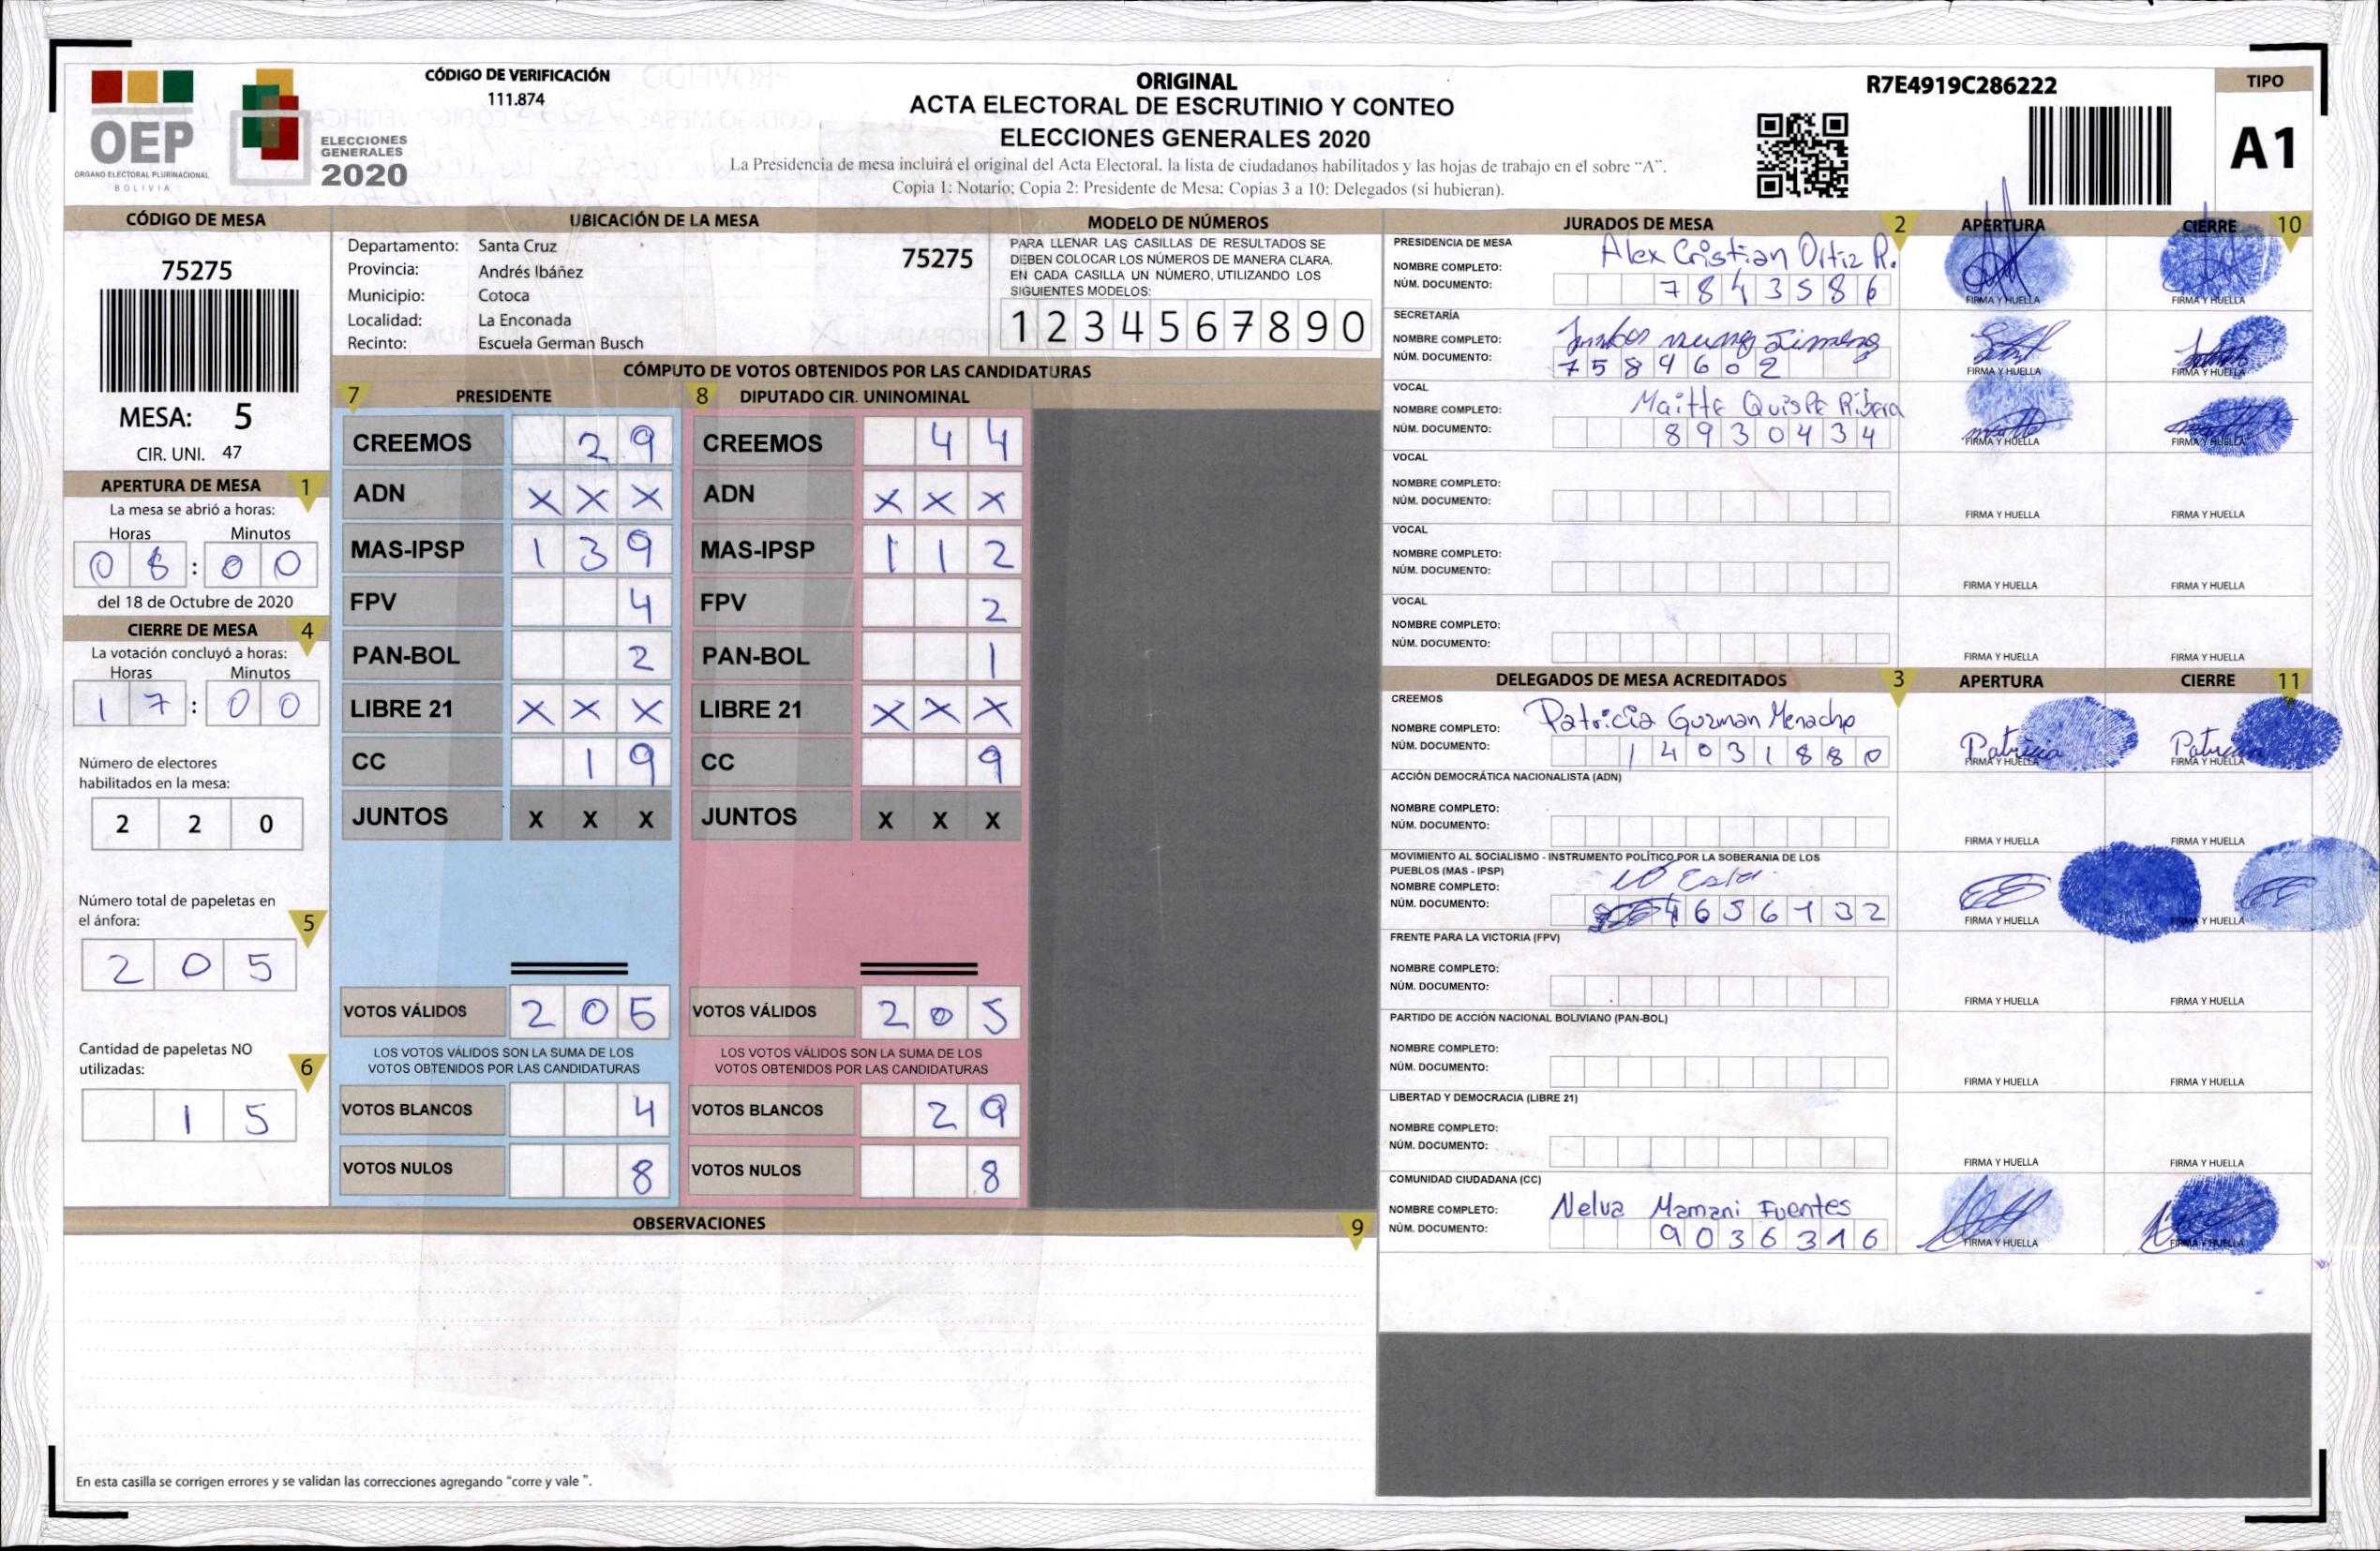 CÓDIGO DE VERIFICACIÓN
111.874
ORIGINAL
ACTA ELECTORAL DE ESCRUTINIO Y CONTEO
ELECCIONES GENERALES 2020
La Presidencia de mesa incluirá el original del Acta Electoral, la lista de ciudadanos habilitados y las hojas de trabajo en el sobre “A”.
Copia 1: Notario; Copia 2: Presidente de Mesa; Copias 3 a 10: Delegados (si hubieran).
R7E4919C286222
TIPO
A1
OEP
ÓRGANO ELECTORAL PLURINACIONAL
BOLIVIA
ELECCIONES
GENERALES
2020
CÓDIGO DE MESA
75275
MESA: 5
CIR. UNI. 47
APERTURA DE MESA 1
La mesa se abrió a horas:
Horas Minutos
08:00
del 18 de Octubre de 2020
CIERRE DE MESA 4
La votación concluyó a horas:
Horas Minutos
17:00
Número de electores
habilitados en la mesa:
2 2 0
Número total de papeletas en
el ánfora: 5
2 0 5
Cantidad de papeletas NO
utilizadas: 6
1 5
UBICACIÓN DE LA MESA
Departamento: Santa Cruz
75275
Provincia: Andrés Ibáñez
Municipio: Cotoca
Localidad: La Enconada
Recinto: Escuela German Busch
MODELO DE NÚMEROS
PARA LLENAR LAS CASILLAS DE RESULTADOS SE
DEBEN COLOCAR LOS NÚMEROS DE MANERA CLARA.
EN CADA CASILLA UN NÚMERO, UTILIZANDO LOS
SIGUIENTES MODELOS:
1 2 3 4 5 6 7 8 9 0
CÓMPUTO DE VOTOS OBTENIDOS POR LAS CANDIDATURAS
7 PRESIDENTE
CREEMOS 2 9
ADN X X X
MAS-IPSP 1 3 9
FPV 4
PAN-BOL 2
LIBRE 21 X X X
CC 1 9
JUNTOS X X X
VOTOS VÁLIDOS 2 0 5
LOS VOTOS VÁLIDOS SON LA SUMA DE LOS
VOTOS OBTENIDOS POR LAS CANDIDATURAS
VOTOS BLANCOS 4
VOTOS NULOS 8
8 DIPUTADO CIR. UNINOMINAL
CREEMOS 4 4
ADN X X X
MAS-IPSP 1 1 2
FPV 2
PAN-BOL 1
LIBRE 21 X X X
CC 9
JUNTOS X X X
VOTOS VÁLIDOS 2 0 5
LOS VOTOS VÁLIDOS SON LA SUMA DE LOS
VOTOS OBTENIDOS POR LAS CANDIDATURAS
VOTOS BLANCOS 2 9
VOTOS NULOS 8
OBSERVACIONES 9
En esta casilla se corrigen errores y se validan las correcciones agregando “corre y vale ”.
JURADOS DE MESA 2 APERTURA CIERRE 10
PRESIDENCIA DE MESA
NOMBRE COMPLETO: Alex Cristian Ortiz R.
NÚM. DOCUMENTO: 7843586
FIRMA Y HUELLA FIRMA Y HUELLA
SECRETARÍA
NOMBRE COMPLETO:
NÚM. DOCUMENTO: 7584602
FIRMA Y HUELLA FIRMA Y HUELLA
VOCAL
NOMBRE COMPLETO: Maitte Quispe Ribera
NÚM. DOCUMENTO: 8930434
FIRMA Y HUELLA FIRMA Y HUELLA
VOCAL
NOMBRE COMPLETO:
NÚM. DOCUMENTO:
FIRMA Y HUELLA FIRMA Y HUELLA
VOCAL
NOMBRE COMPLETO:
NÚM. DOCUMENTO:
FIRMA Y HUELLA FIRMA Y HUELLA
VOCAL
NOMBRE COMPLETO:
NÚM. DOCUMENTO:
FIRMA Y HUELLA FIRMA Y HUELLA
DELEGADOS DE MESA ACREDITADOS 3 APERTURA CIERRE 11
CREEMOS
NOMBRE COMPLETO: Patricia Guzman Menacho
NÚM. DOCUMENTO: 14031880
Patricia Patricia
FIRMA Y HUELLA FIRMA Y HUELLA
ACCIÓN DEMOCRÁTICA NACIONALISTA (ADN)
NOMBRE COMPLETO:
NÚM. DOCUMENTO:
FIRMA Y HUELLA FIRMA Y HUELLA
MOVIMIENTO AL SOCIALISMO - INSTRUMENTO POLÍTICO POR LA SOBERANIA DE LOS
PUEBLOS (MAS - IPSP)
NOMBRE COMPLETO:
NÚM. DOCUMENTO: 4656132
FIRMA Y HUELLA FIRMA Y HUELLA
FRENTE PARA LA VICTORIA (FPV)
NOMBRE COMPLETO:
NÚM. DOCUMENTO:
FIRMA Y HUELLA FIRMA Y HUELLA
PARTIDO DE ACCIÓN NACIONAL BOLIVIANO (PAN-BOL)
NOMBRE COMPLETO:
NÚM. DOCUMENTO:
FIRMA Y HUELLA FIRMA Y HUELLA
LIBERTAD Y DEMOCRACIA (LIBRE 21)
NOMBRE COMPLETO:
NÚM. DOCUMENTO:
FIRMA Y HUELLA FIRMA Y HUELLA
COMUNIDAD CIUDADANA (CC)
NOMBRE COMPLETO: Nelva Mamani Fuentes
NÚM. DOCUMENTO: 9036316
FIRMA Y HUELLA FIRMA Y HUELLA